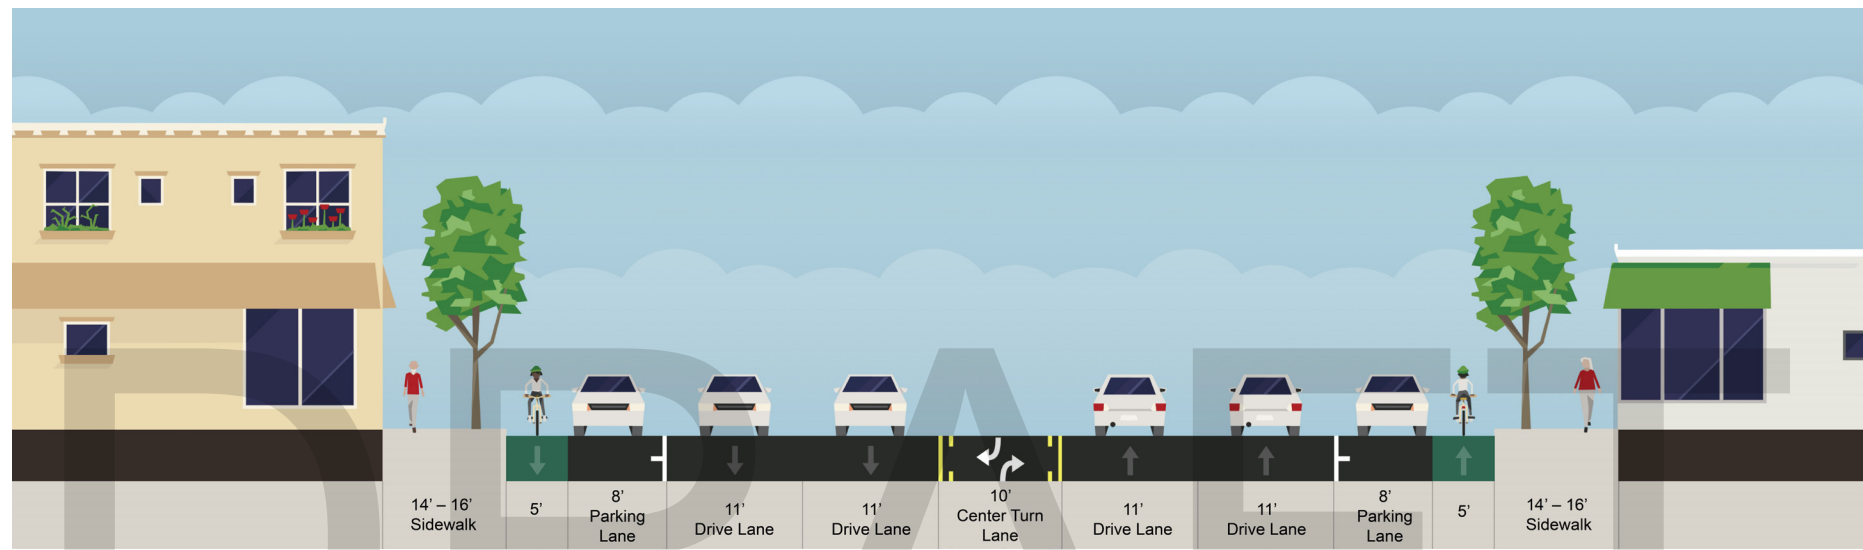 DRAFT
14’ – 16’
Sidewalk
5’
8’
Parking
Lane
11’
Drive Lane
11’
Drive Lane
10’
Center Turn
Lane
11’
Drive Lane
11’
Drive Lane
8’
Parking
Lane
5’
14’ – 16’
Sidewalk